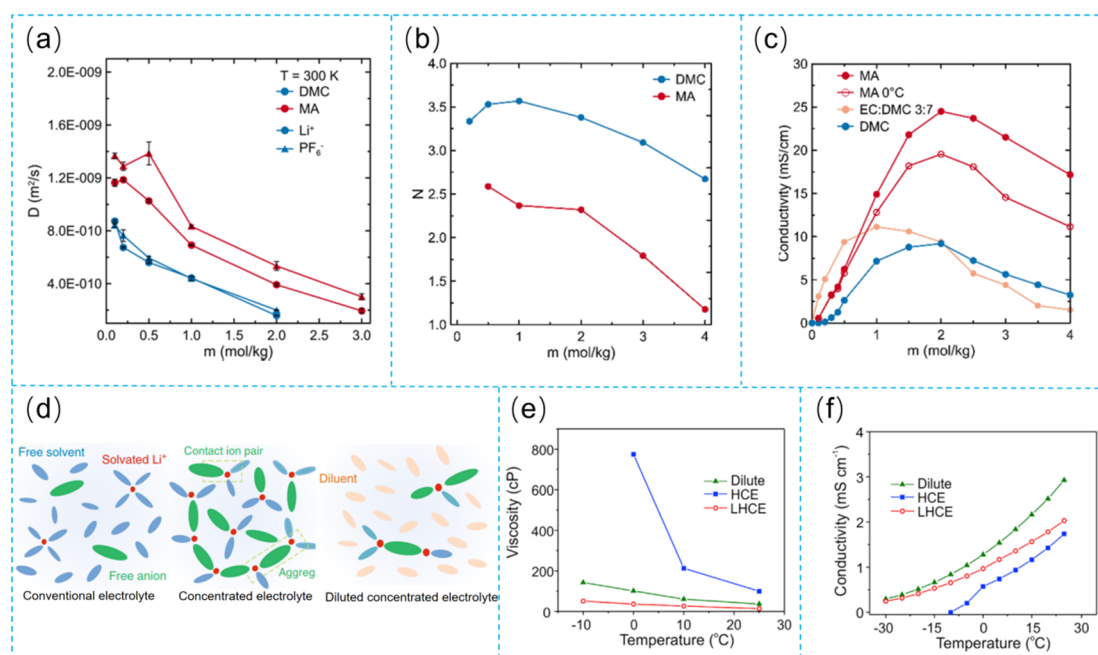 (a)
2.0E-009
1.6E-009
1.2E-009
8.0E-010
4.0E-010
D (m²/s)
T = 300 K
DMC
MA
Li⁺
PF₆⁻
0.0 0.5 1.0 1.5 2.0 2.5 3.0
m (mol/kg)
(b)
4.0
3.5
3.0
2.5
2.0
1.5
1.0
N
DMC
MA
0 1 2 3 4
m (mol/kg)
(c)
30
25
20
15
10
5
0
Conductivity (mS/cm)
MA
MA 0°C
EC:DMC 3:7
DMC
0 1 2 3 4
m (mol/kg)
(d)
Free solvent
Solvated Li⁺
Free anion
Conventional electrolyte
Contact ion pair
Aggreg
Concentrated electrolyte
Diluent
Diluted concentrated electrolyte
(e)
800
600
400
200
0
Viscosity (cP)
Dilute
HCE
LHCE
-10 0 10 20 30
Temperature (°C)
(f)
4
3
2
1
0
Conductivity (mS cm⁻¹)
Dilute
HCE
LHCE
-30 -15 0 15 30
Temperature (°C)